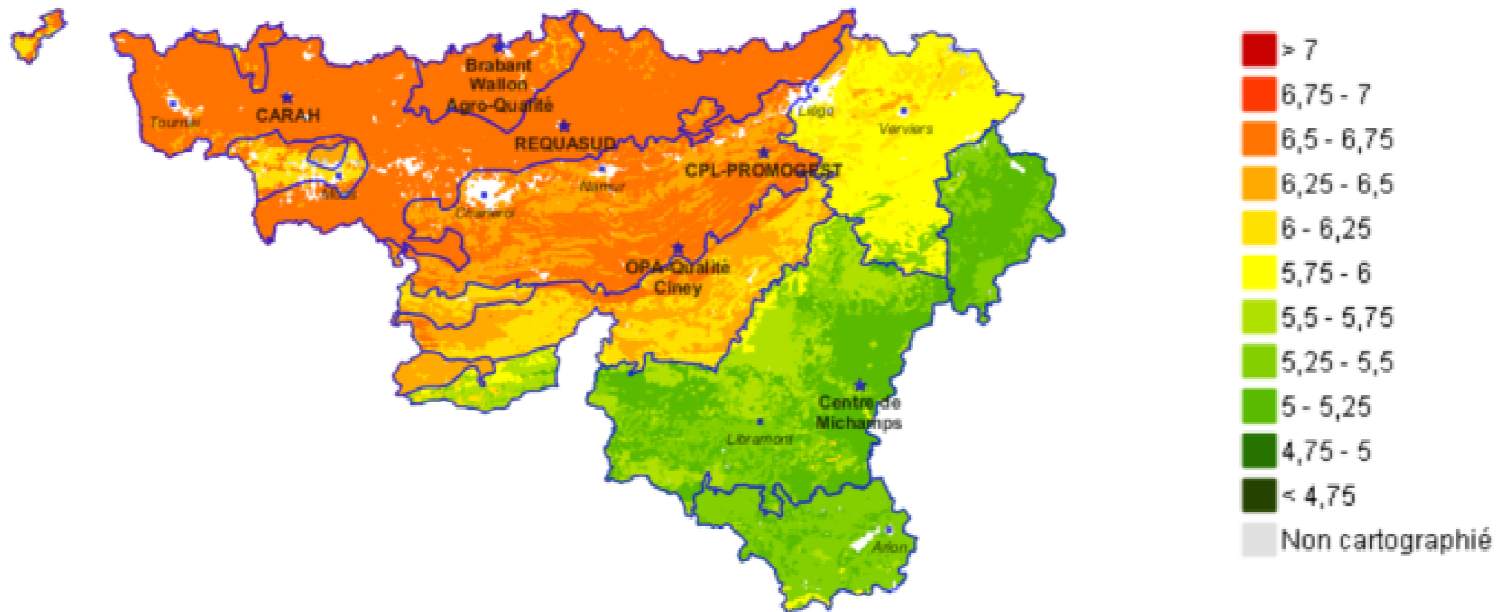 Brabant
Wallon
Agro-Qualité
CARAH
Tournai
REQUASUD
Liège
Verviers
CPL-PROMOGEST
Mons
Namur
Charleroi
OPA-Qualité
Ciney
Centre de
Michamps
Libramont
Arlon
> 7
6,75 - 7
6,5 - 6,75
6,25 - 6,5
6 - 6,25
5,75 - 6
5,5 - 5,75
5,25 - 5,5
5 - 5,25
4,75 - 5
< 4,75
Non cartographié